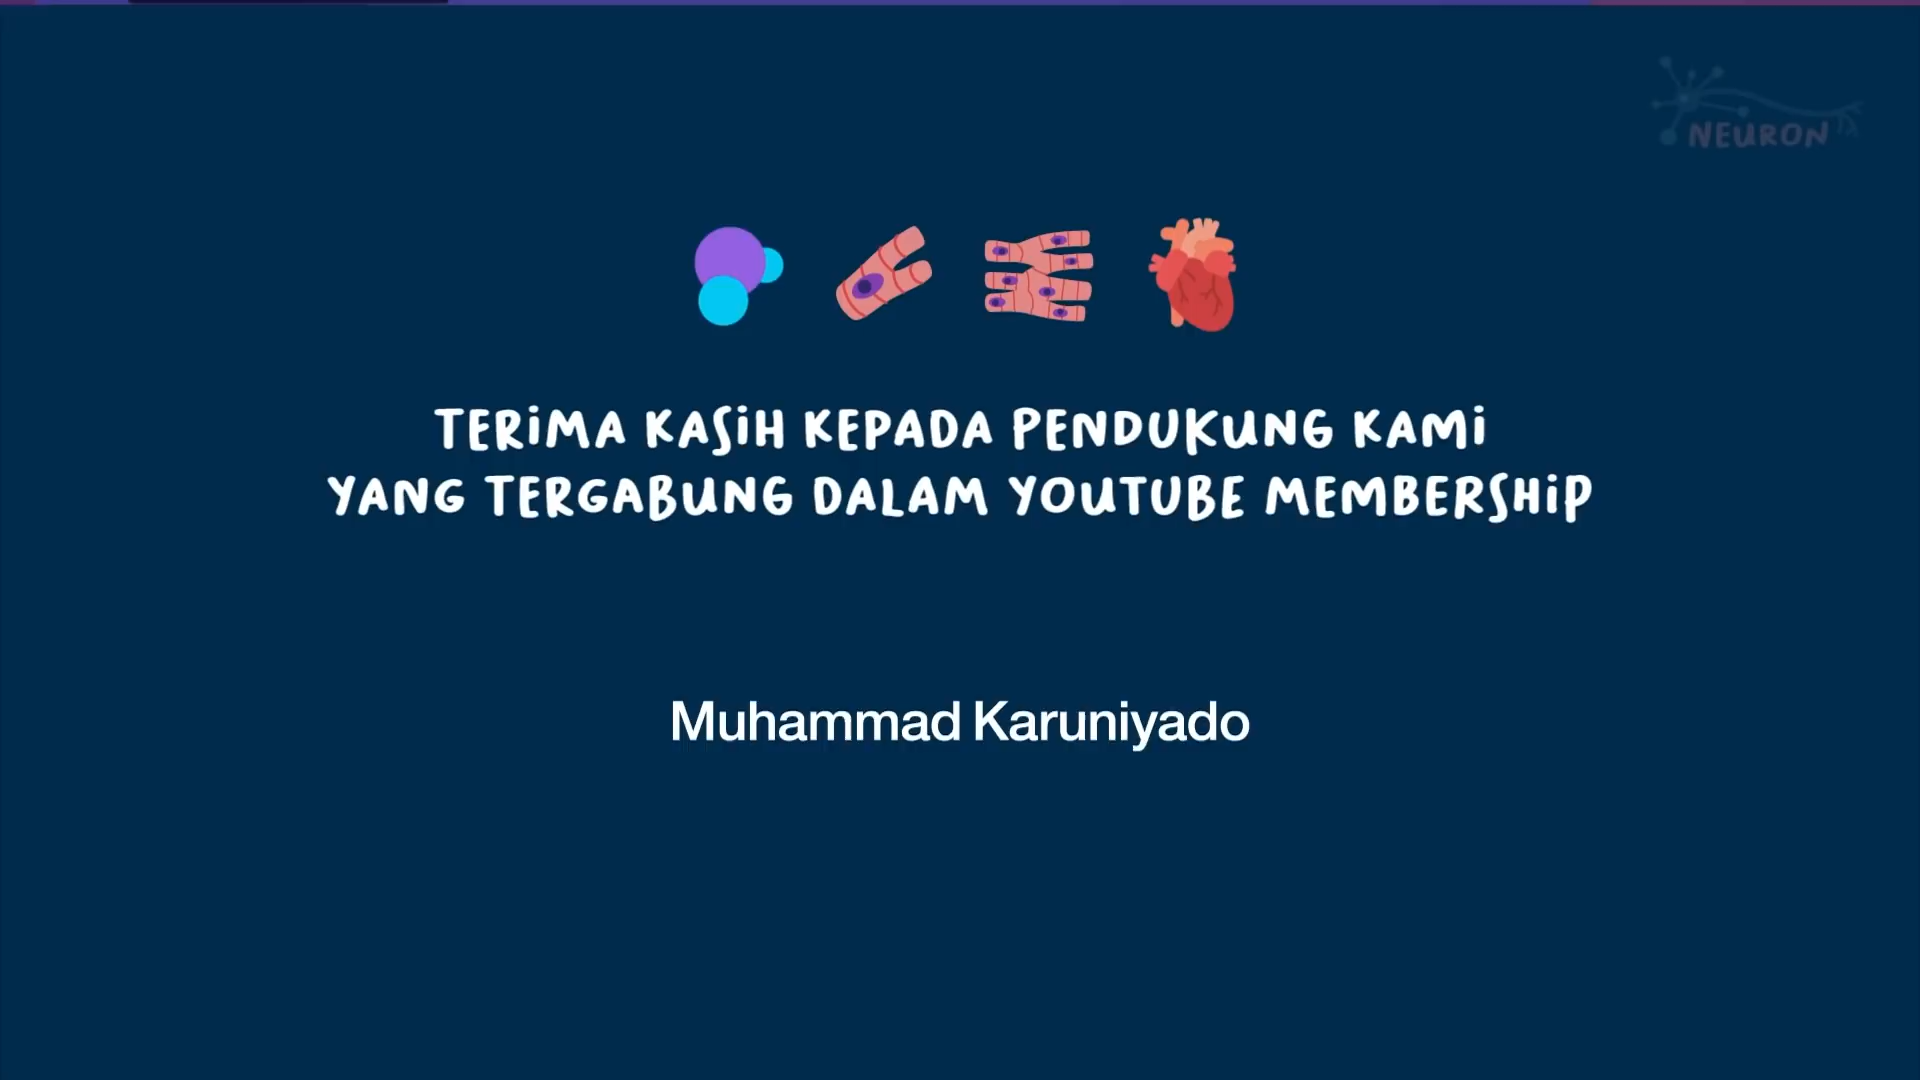 NEURON
TERIMA KASIH KEPADA PENDUKUNG KAMI
YANG TERGABUNG DALAM YOUTUBE MEMBERSHIP
Muhammad Karuniyado